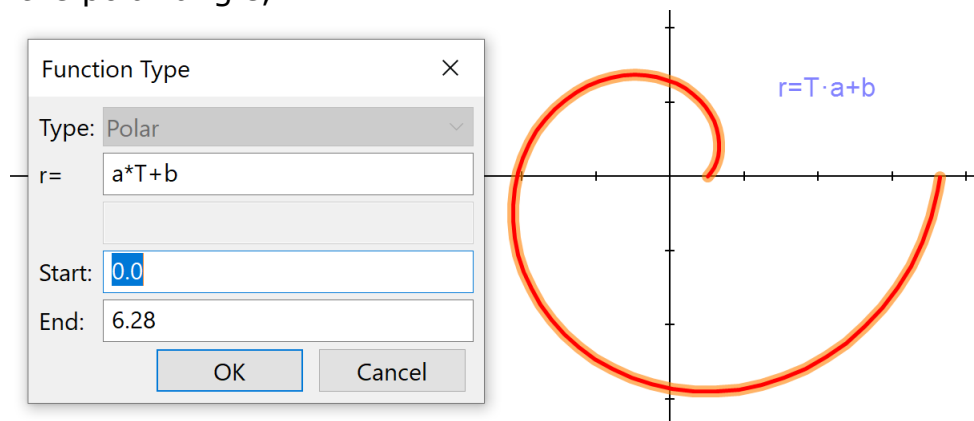 Function Type
Type: Polar
r= a*T+b
Start: 0.0
End: 6.28
OK Cancel
r=T·a+b